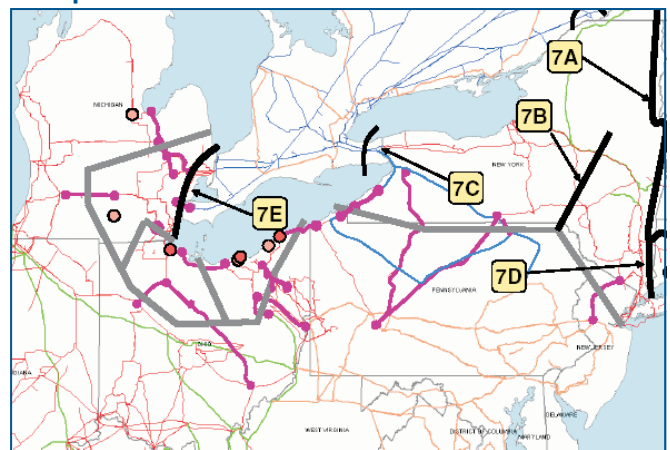 7A
MICHIGAN
7B
NEW YORK
7C
7E
7D
PENNSYLVANIA
OHIO
NEW JERSEY
DIANA
DELAWARE
WEST VIRGINIA
DISTRICT OF COLUMBIA
MARYLAND